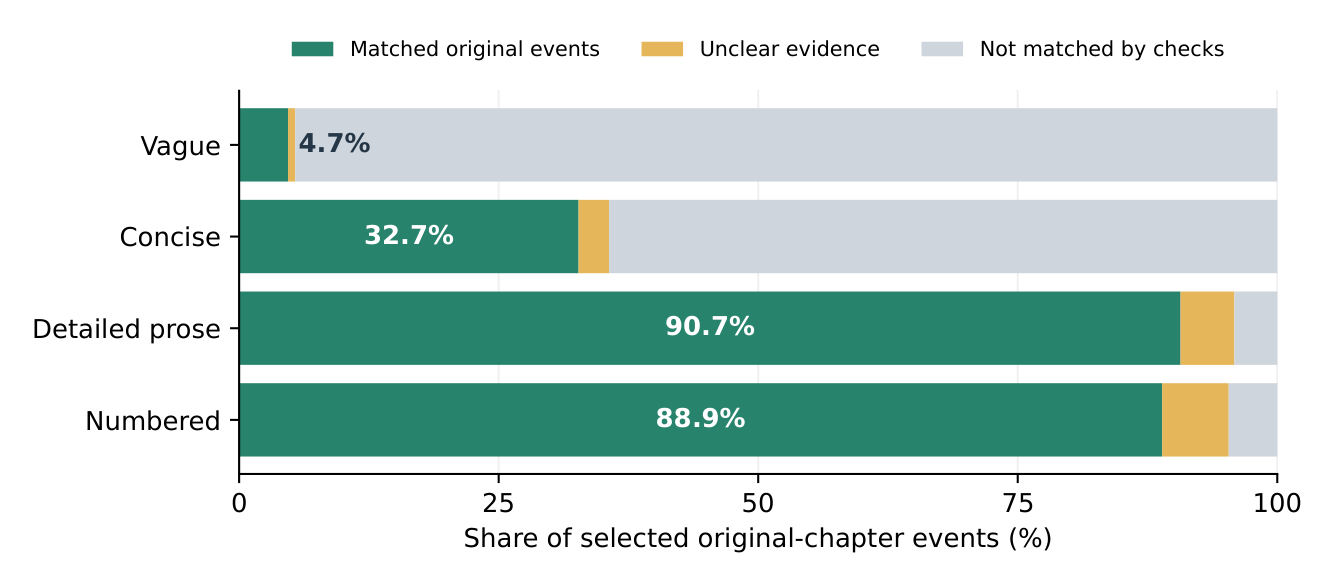 Matched original events Unclear evidence Not matched by checks
Vague 4.7%
Concise 32.7%
Detailed prose 90.7%
Numbered 88.9%
0 25 50 75 100
Share of selected original-chapter events (%)